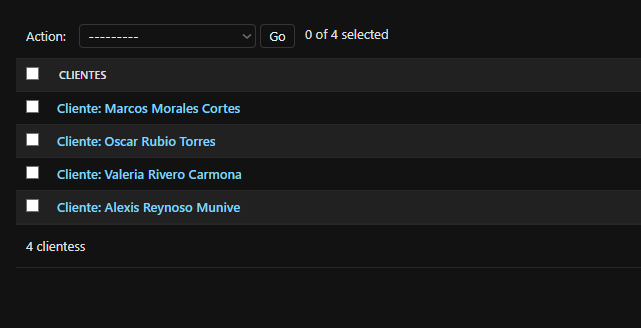 Action: --------- Go 0 of 4 selected
CLIENTES
Cliente: Marcos Morales Cortes
Cliente: Oscar Rubio Torres
Cliente: Valeria Rivero Carmona
Cliente: Alexis Reynoso Munive
4 clientess